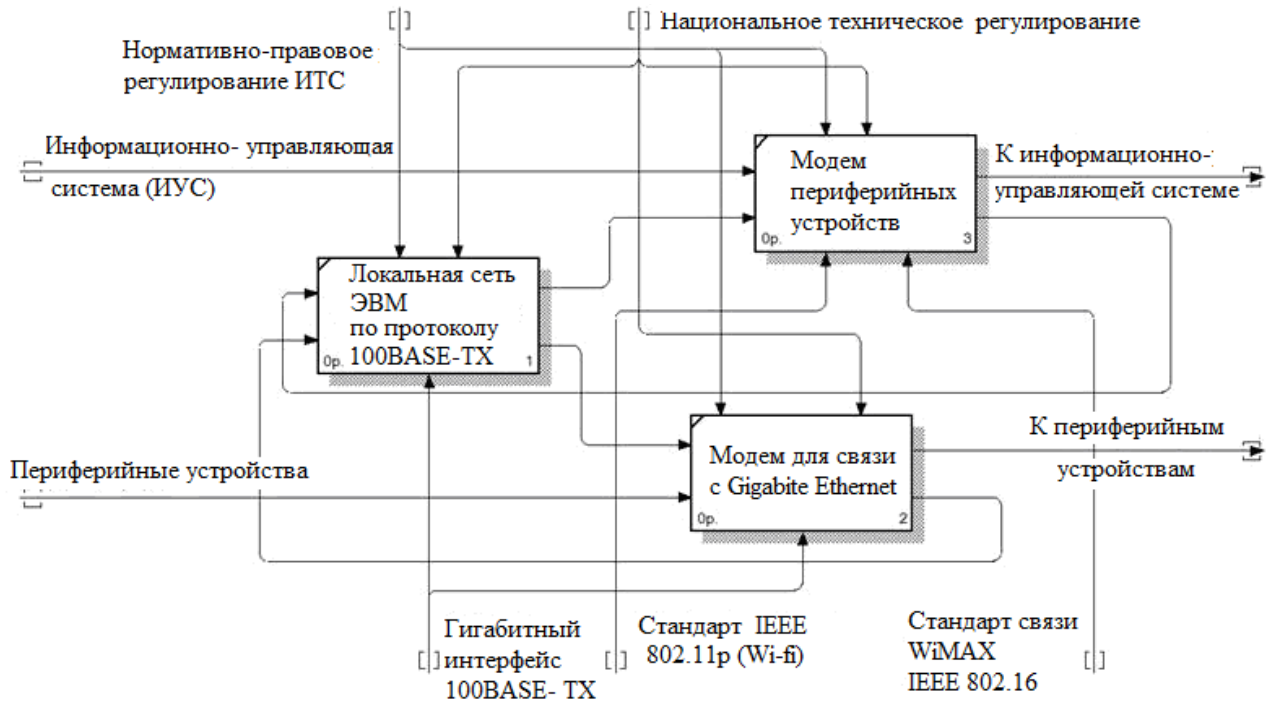 Национальное техническое регулирование
Нормативно-правовое
регулирование ИТС
Информационно- управляющая
система (ИУС)
Модем
периферийных
устройств
0р.
3
К информационно-
управляющей системе
Локальная сеть
ЭВМ
по протоколу
100BASE-TX
0р.
1
Периферийные устройства
Модем для связи
с Gigabite Ethernet
0р.
2
К периферийным
устройствам
Гигабитный
интерфейс
100BASE- TX
Стандарт IEEE
802.11p (Wi-fi)
Стандарт связи
WiMAX
IEEE 802.16